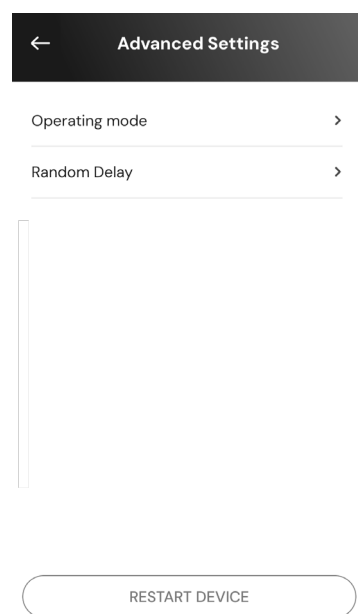 Advanced Settings
Operating mode
Random Delay
RESTART DEVICE